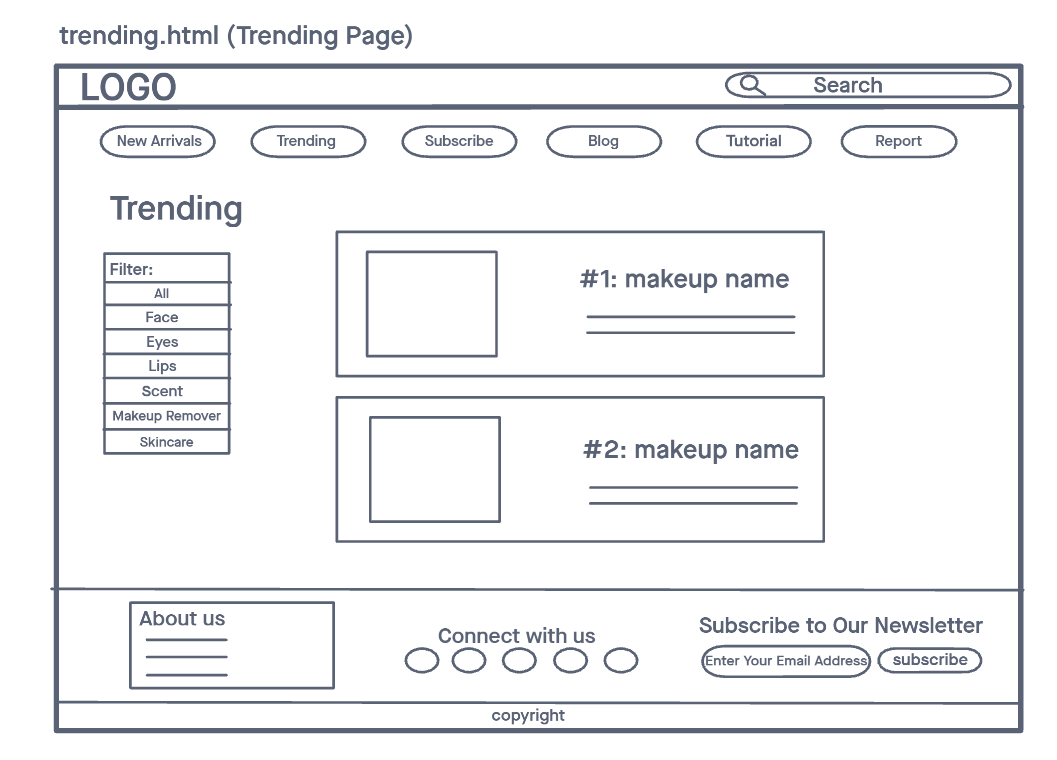 trending.html (Trending Page)
LOGO
Search
New Arrivals
Trending
Subscribe
Blog
Tutorial
Report
Trending
Filter:
All
Face
Eyes
Lips
Scent
Makeup Remover
Skincare
#1: makeup name
#2: makeup name
About us
Connect with us
Subscribe to Our Newsletter
Enter Your Email Address
subscribe
copyright